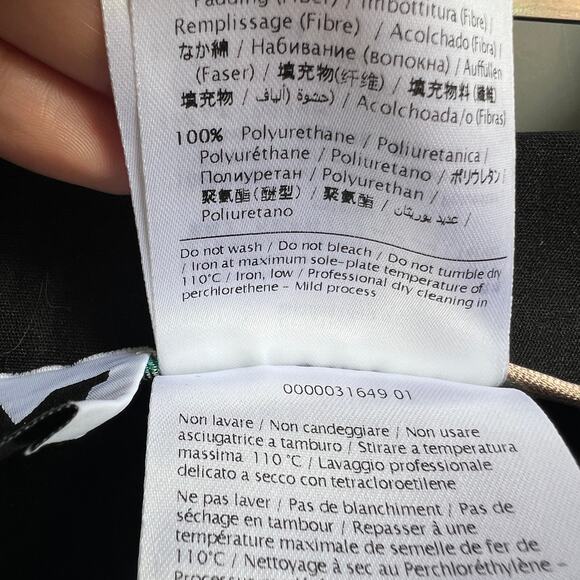 Padding (Fiber) / Imbottitura (Fibre) /
Remplissage (Fibre) / Acolchado (Fibra) /
なか綿 / Набивание (волокна) / Auffüllen
(Faser) / 填充物(纤维) / 填充物料(纖維)
填充物 / حشوة (ألياف) / Acolchoada/o (Fibras)
100% Polyurethane / Poliuretanica /
Polyuréthane / Poliuretano / ポリウレタン /
Полиуретан / Polyurethan /
聚氨酯(醚型) / 聚氨酯 / عديد يوريثان /
Poliuretano
Do not wash / Do not bleach / Do not tumble dry
/ Iron at maximum sole-plate temperature of
110°C / Iron, low / Professional dry cleaning in
perchlorethene - Mild process
0000031649 01
Non lavare / Non candeggiare / Non usare
asciugatrice a tamburo / Stirare a temperatura
massima 110 °C / Lavaggio professionale
delicato a secco con tetracloroetilene
Ne pas laver / Pas de blanchiment / Pas de
séchage en tambour / Repasser à une
température maximale de semelle de fer de
110°C / Nettoyage à sec au Perchloréthylène -